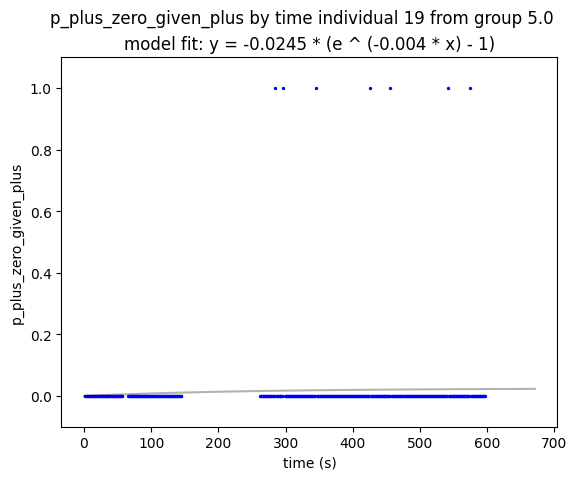 p_plus_zero_given_plus by time individual 19 from group 5.0
model fit: y = -0.0245 * (e ^ (-0.004 * x) - 1)
1.0
0.8
0.6
0.4
0.2
0.0
p_plus_zero_given_plus
0 100 200 300 400 500 600 700
time (s)